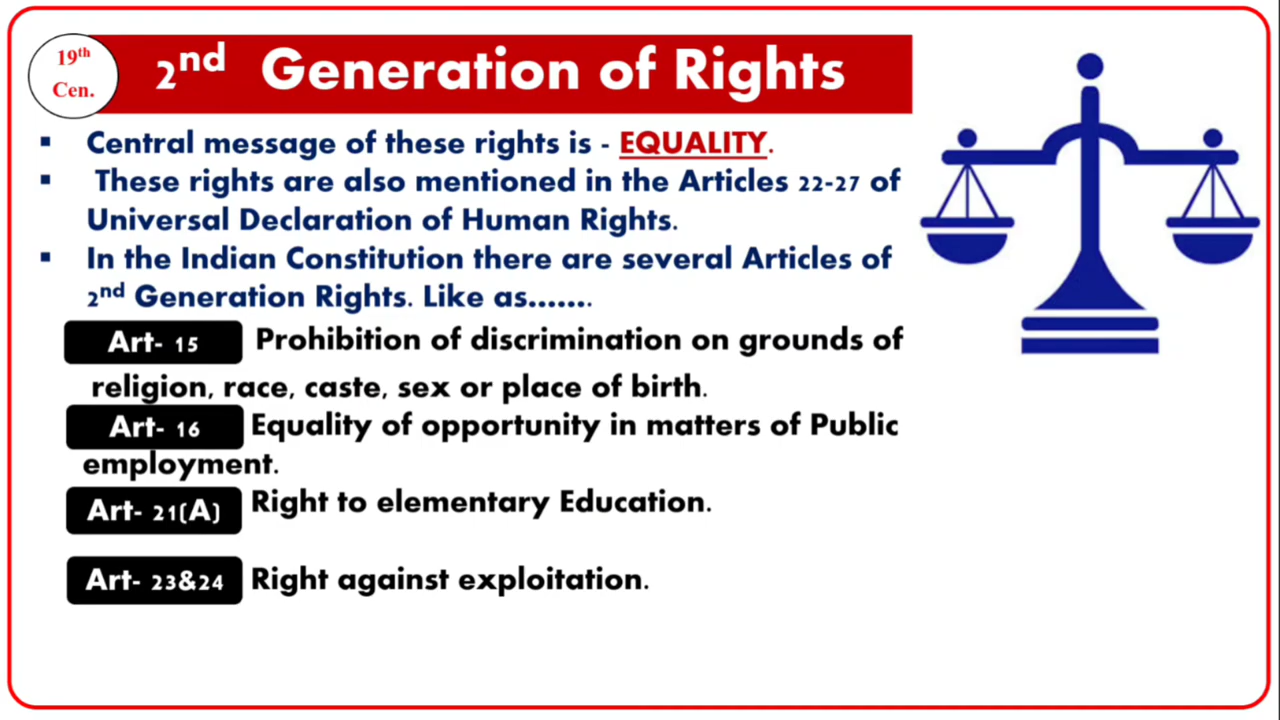 19th
Cen.
2nd Generation of Rights
▪ Central message of these rights is - EQUALITY.
▪ These rights are also mentioned in the Articles 22-27 of
Universal Declaration of Human Rights.
▪ In the Indian Constitution there are several Articles of
2nd Generation Rights. Like as…….
Art- 15 Prohibition of discrimination on grounds of
religion, race, caste, sex or place of birth.
Art- 16 Equality of opportunity in matters of Public
employment.
Art- 21(A) Right to elementary Education.
Art- 23&24 Right against exploitation.